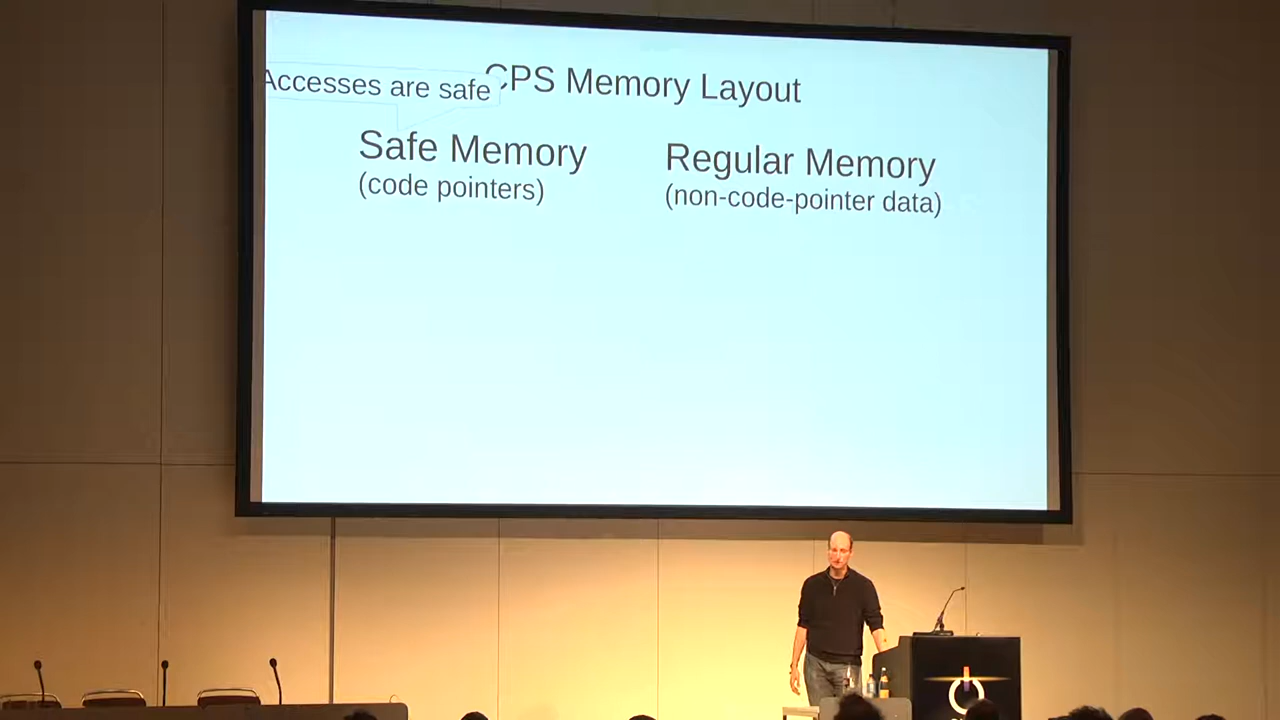 CPS Memory Layout
Accesses are safe
Safe Memory
(code pointers)
Regular Memory
(non-code-pointer data)